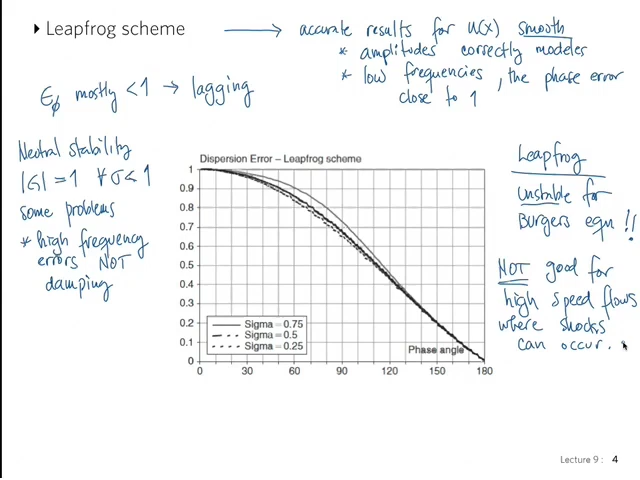 ▸ Leapfrog scheme
→ accurate results for u(x) smooth
* amplitudes correctly modeles
* low frequencies, the phase error
close to 1
ϵϕ mostly < 1 → lagging
Neutral stability
|G| = 1 ∀ σ < 1
some problems
* high frequency
errors NOT
damping
Dispersion Error – Leapfrog scheme
1
0.9
0.8
0.7
0.6
0.5
0.4
0.3
0.2
0.1
0
Sigma = 0.75
Sigma = 0.5
Sigma = 0.25
Phase angle
0 30 60 90 120 150 180
Leapfrog
Unstable for
Burgers eqn !!
NOT good for
high speed flows
where shocks
can occur.
Lecture 9 : 4